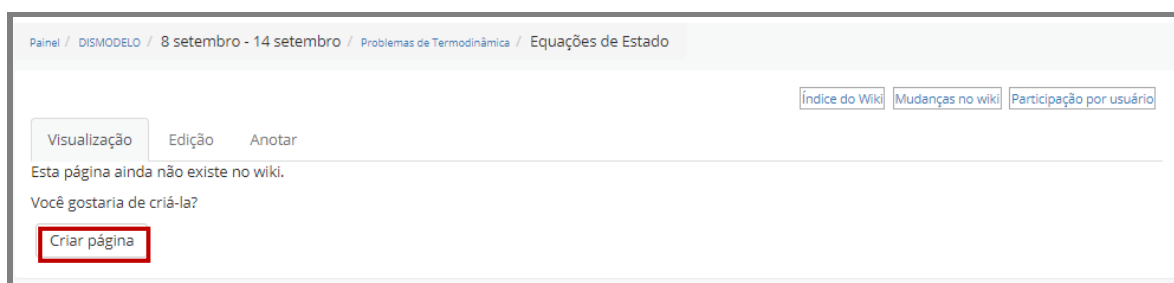 Painel / DISMODELO / 8 setembro - 14 setembro / Problemas de Termodinâmica / Equações de Estado
Índice do Wiki Mudanças no wiki Participação por usuário
Visualização Edição Anotar
Esta página ainda não existe no wiki.
Você gostaria de criá-la?
Criar página